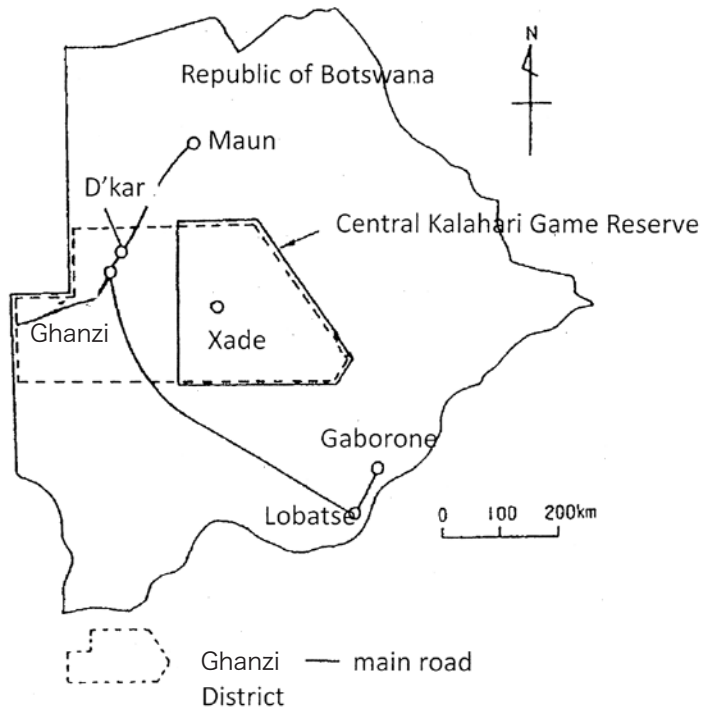 N
Republic of Botswana
Maun
D'kar
Central Kalahari Game Reserve
Ghanzi
Xade
Gaborone
Lobatse
0 100 200km
Ghanzi District
main road